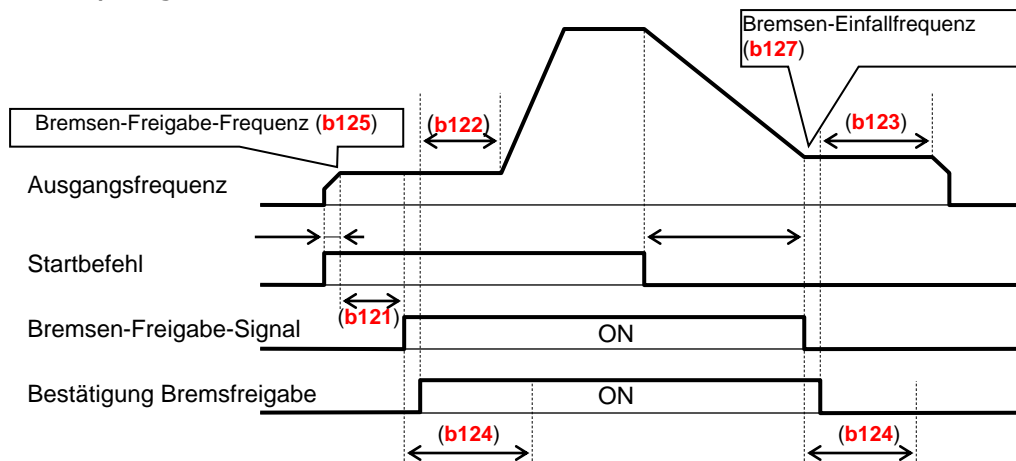 Bremsen-Einfallfrequenz
(b127)
Bremsen-Freigabe-Frequenz (b125)
(b122)
(b123)
Ausgangsfrequenz
Startbefehl
(b121)
Bremsen-Freigabe-Signal
ON
Bestätigung Bremsfreigabe
ON
(b124)
(b124)